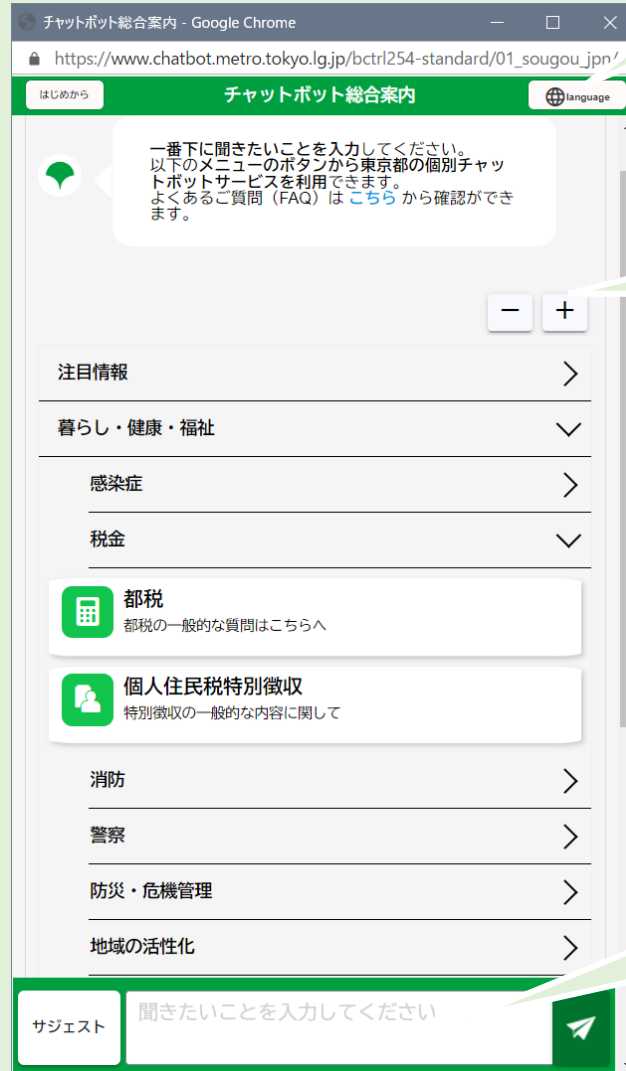 チャットボット総合案内 - Google Chrome
https://www.chatbot.metro.tokyo.lg.jp/bctrl254-standard/01_sougou_jpn/
はじめから
チャットボット総合案内
language
一番下に聞きたいことを入力してください。
以下のメニューのボタンから東京都の個別チャッ
トボットサービスを利用できます。
よくあるご質問（FAQ）は こちら から確認ができ
ます。
− +
注目情報
暮らし・健康・福祉
感染症
税金
都税
都税の一般的な質問はこちらへ
個人住民税特別徴収
特別徴収の一般的な内容に関して
消防
警察
防災・危機管理
地域の活性化
サジェスト
聞きたいことを入力してください